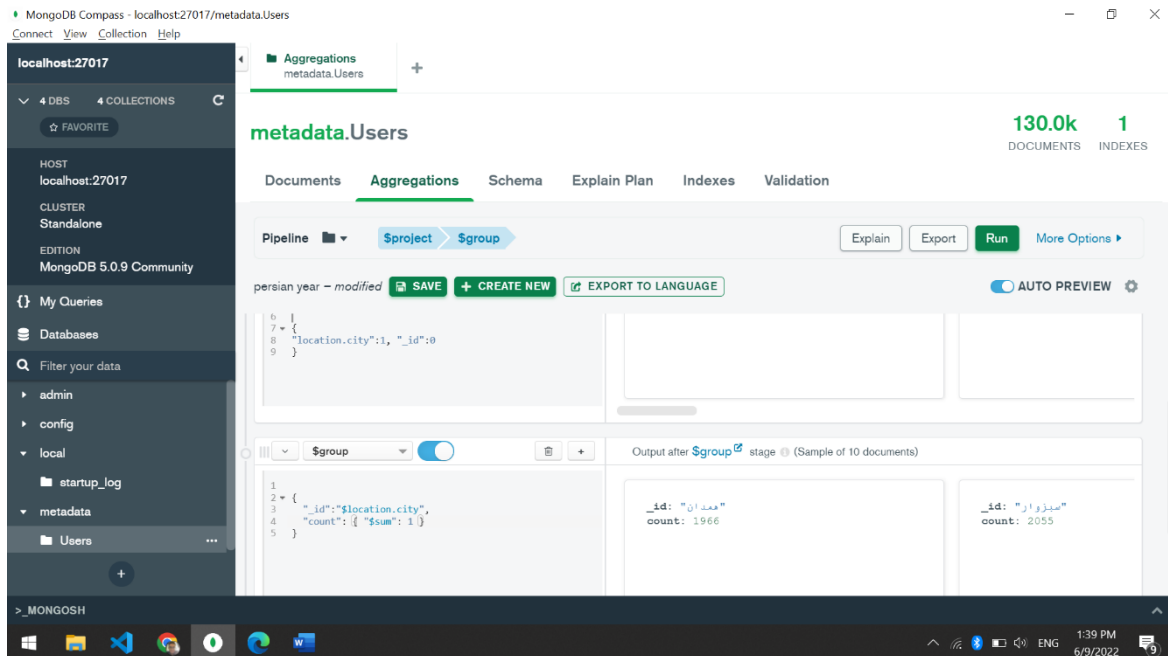 MongoDB Compass - localhost:27017/metadata.Users
Connect View Collection Help
localhost:27017
4 DBS 4 COLLECTIONS
FAVORITE
HOST
localhost:27017
CLUSTER
Standalone
EDITION
MongoDB 5.0.9 Community
{} My Queries
Databases
Filter your data
admin
config
local
startup_log
metadata
Users ...
+
>_MONGOSH
Aggregations
metadata.Users
+
metadata.Users
130.0k
DOCUMENTS
1
INDEXES
Documents Aggregations Schema Explain Plan Indexes Validation
Pipeline $project $group Explain Export Run More Options
persian year – modified SAVE + CREATE NEW EXPORT TO LANGUAGE AUTO PREVIEW
6
7 {
8 "location.city":1, "_id":0
9 }
$group + Output after $group stage (Sample of 10 documents)
1
2 {
3 "_id":"$location.city",
4 "count": { "$sum": 1 }
5 }
_id: "همدان"
count: 1966
_id: "سبزوار"
count: 2055
ENG
1:39 PM
6/9/2022
9